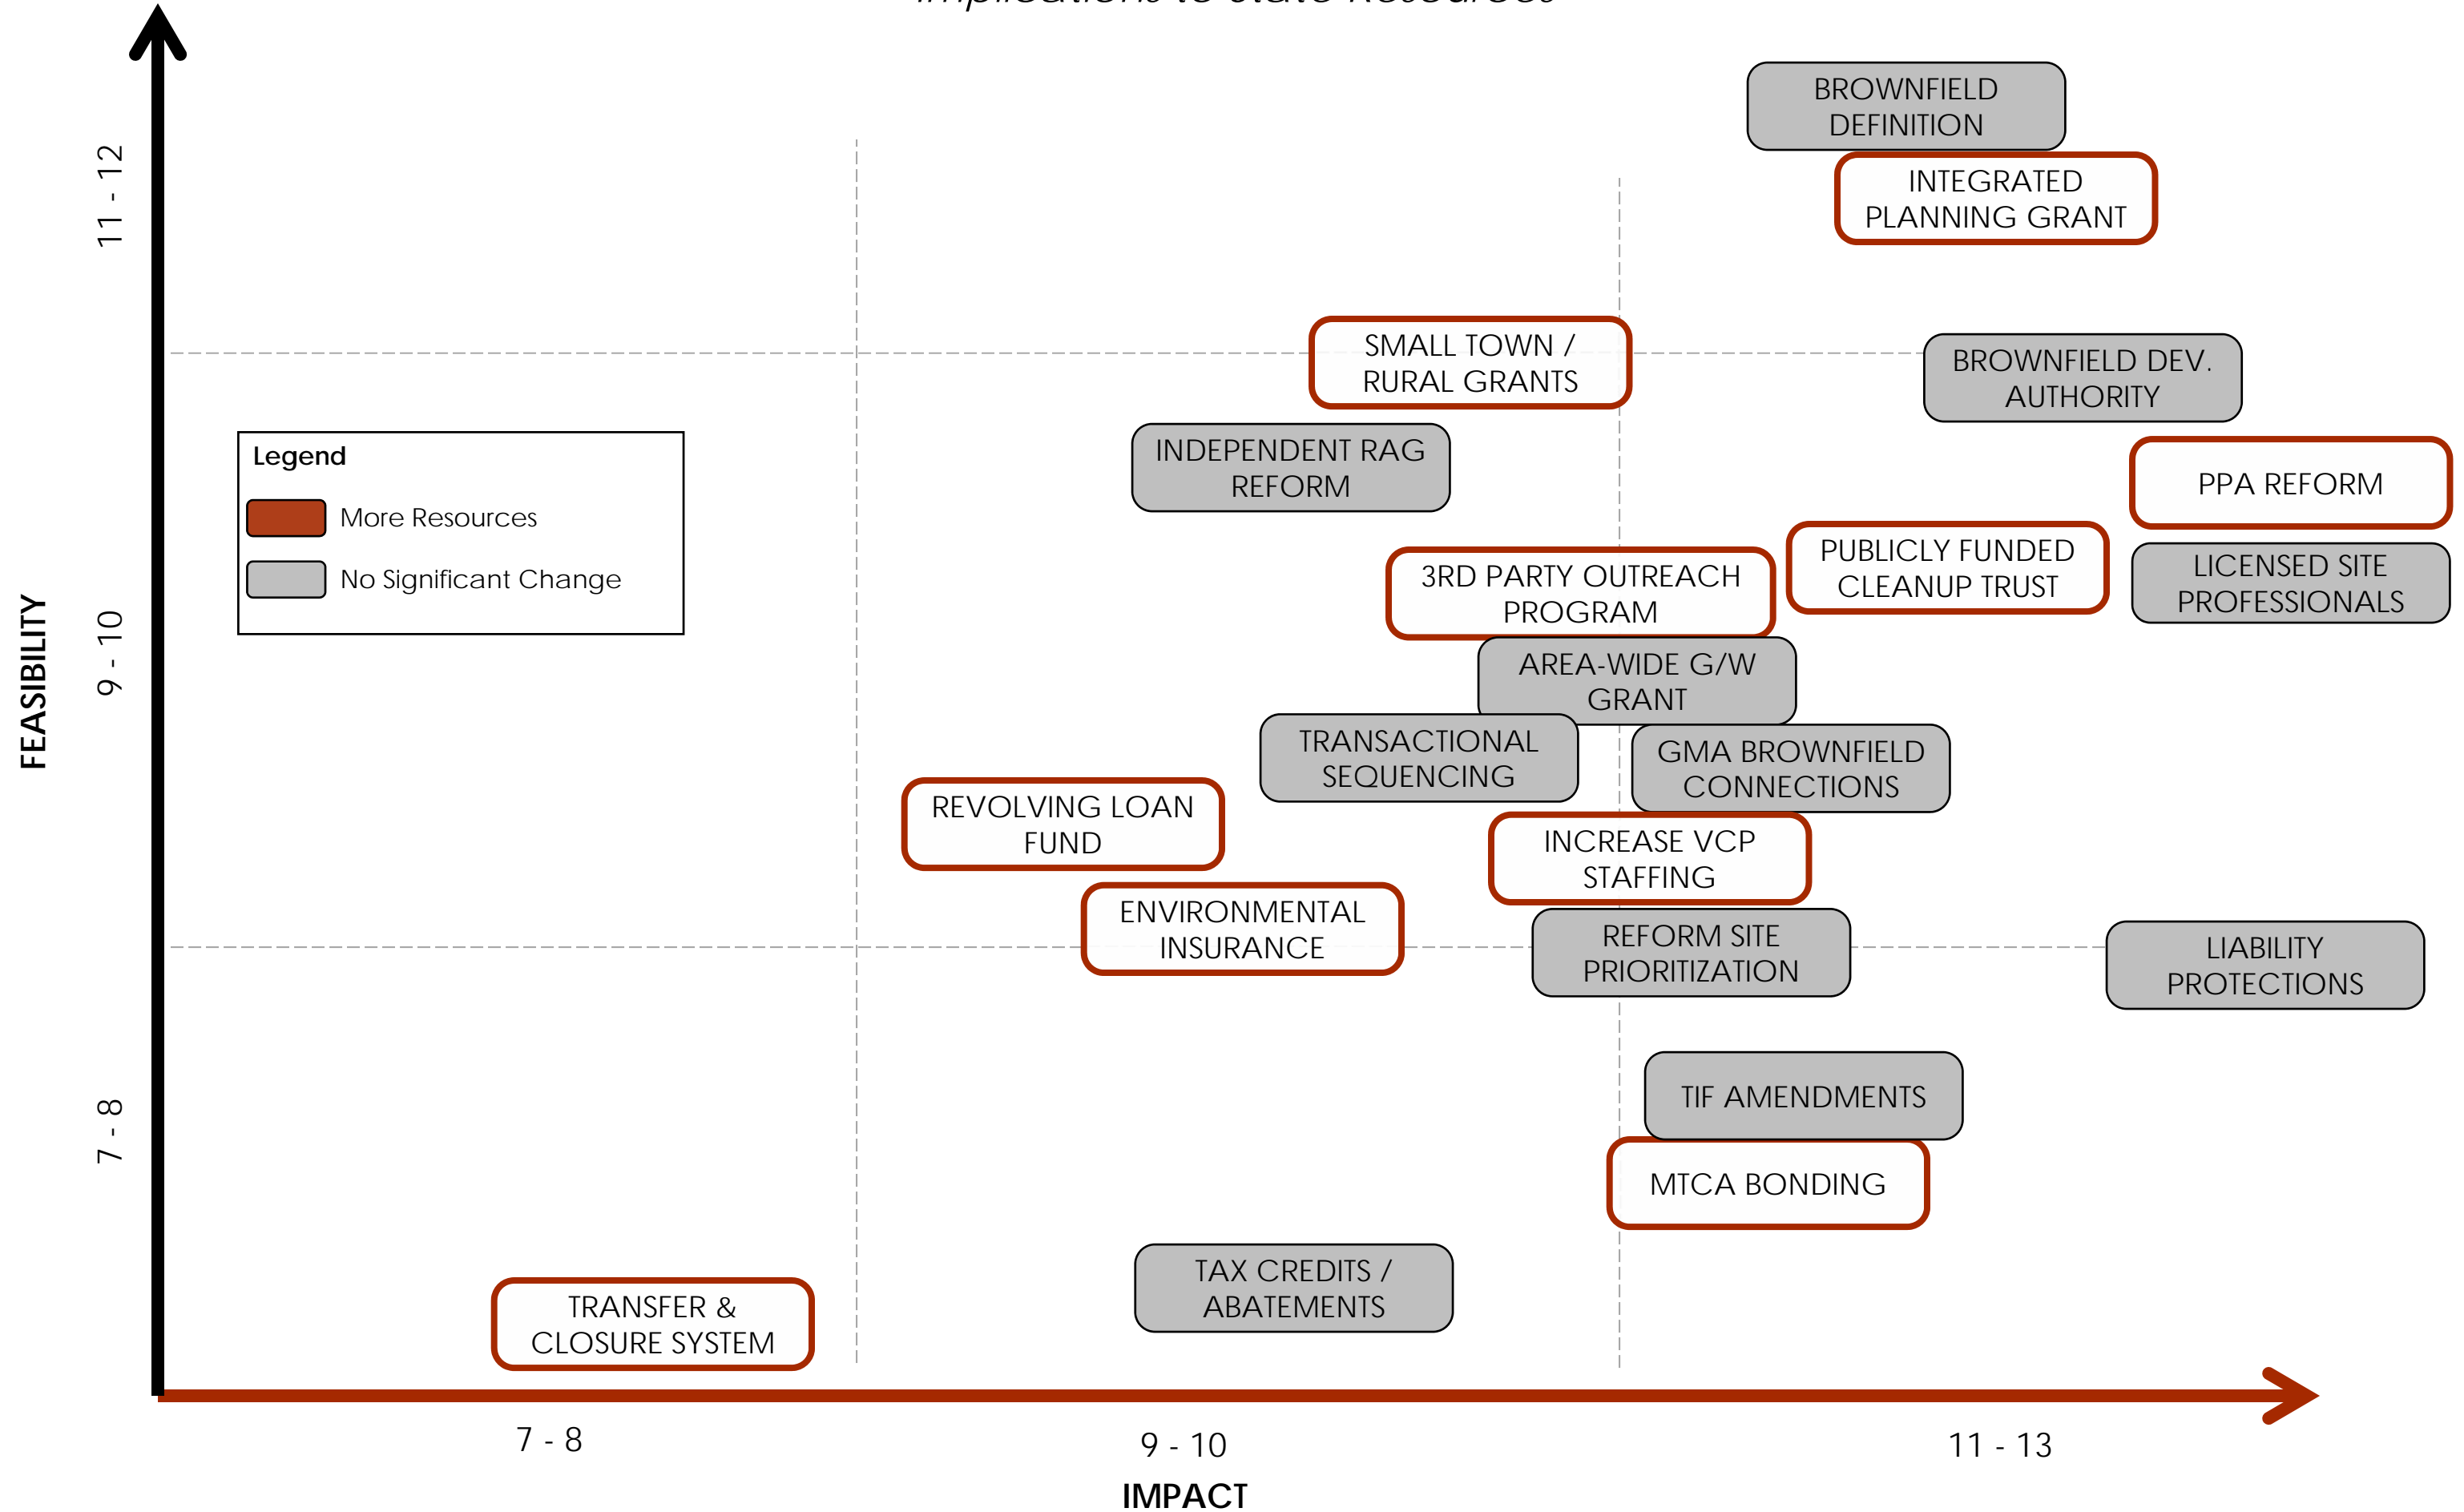 Implications to State Resources
BROWNFIELD
DEFINITION
INTEGRATED
PLANNING GRANT
11 - 12
SMALL TOWN /
RURAL GRANTS
BROWNFIELD DEV.
AUTHORITY
INDEPENDENT RAG
REFORM
Legend
More Resources
No Significant Change
PPA REFORM
PUBLICLY FUNDED
CLEANUP TRUST
LICENSED SITE
PROFESSIONALS
3RD PARTY OUTREACH
PROGRAM
FEASIBILITY
9 - 10
AREA-WIDE G/W
GRANT
TRANSACTIONAL
SEQUENCING
GMA BROWNFIELD
CONNECTIONS
REVOLVING LOAN
FUND
INCREASE VCP
STAFFING
ENVIRONMENTAL
INSURANCE
REFORM SITE
PRIORITIZATION
LIABILITY
PROTECTIONS
7 - 8
TIF AMENDMENTS
MTCA BONDING
TAX CREDITS /
ABATEMENTS
TRANSFER &
CLOSURE SYSTEM
7 - 8
9 - 10
11 - 13
IMPACT